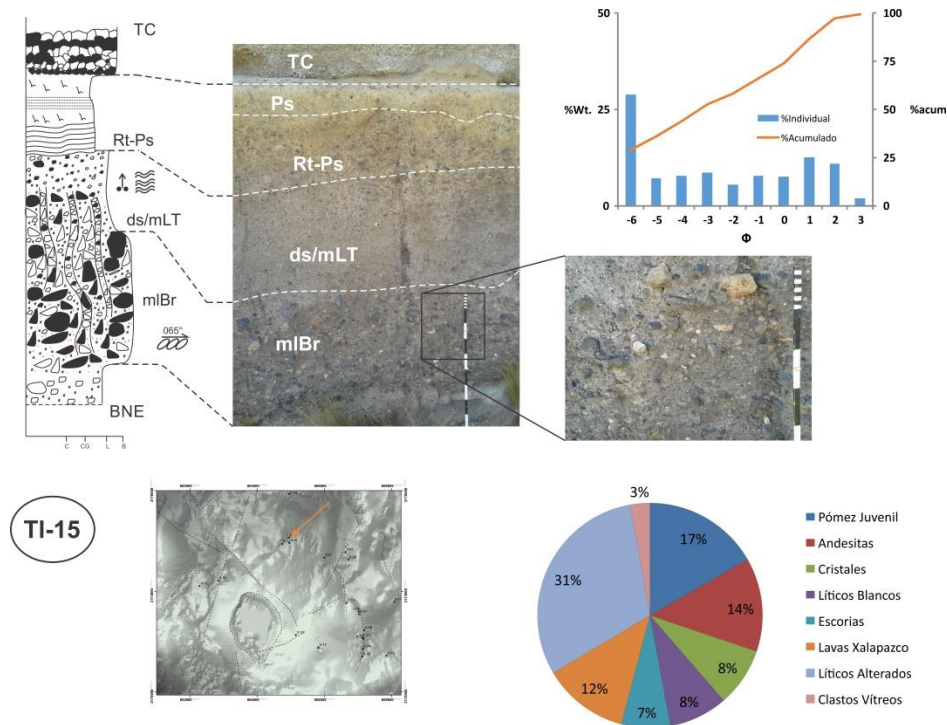 TC
Rt-Ps
ds/mLT
mlBr
065°
BNE
C CG L B
TC
Ps
Rt-Ps
ds/mLT
mlBr
50
25
0
%Wt.
100
75
50
25
0
%acum
%Individual
%Acumulado
-6 -5 -4 -3 -2 -1 0 1 2 3
Φ
TI-15
3%
17%
14%
8%
8%
7%
12%
31%
Pómez Juvenil
Andesitas
Cristales
Líticos Blancos
Escorias
Lavas Xalapazco
Líticos Alterados
Clastos Vítreos